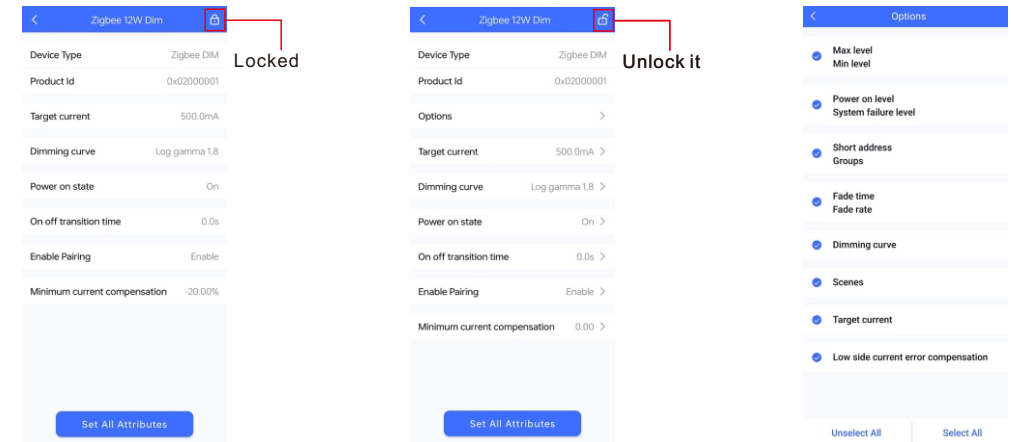 Zigbee 12W Dim
Device Type Zigbee DIM
Product Id 0x02000001
Target current 500.0mA
Dimming curve Log gamma 1.8
Power on state On
On off transition time 0.0s
Enable Pairing Enable
Minimum current compensation -20.00%
Set All Attributes
Locked
Zigbee 12W Dim
Device Type Zigbee DIM
Product Id 0x02000001
Options
Target current 500.0mA
Dimming curve Log gamma 1.8
Power on state On
On off transition time 0.0s
Enable Pairing Enable
Minimum current compensation 0.00
Set All Attributes
Unlock it
Options
Max level
Min level
Power on level
System failure level
Short address
Groups
Fade time
Fade rate
Dimming curve
Scenes
Target current
Low side current error compensation
Unselect All Select All